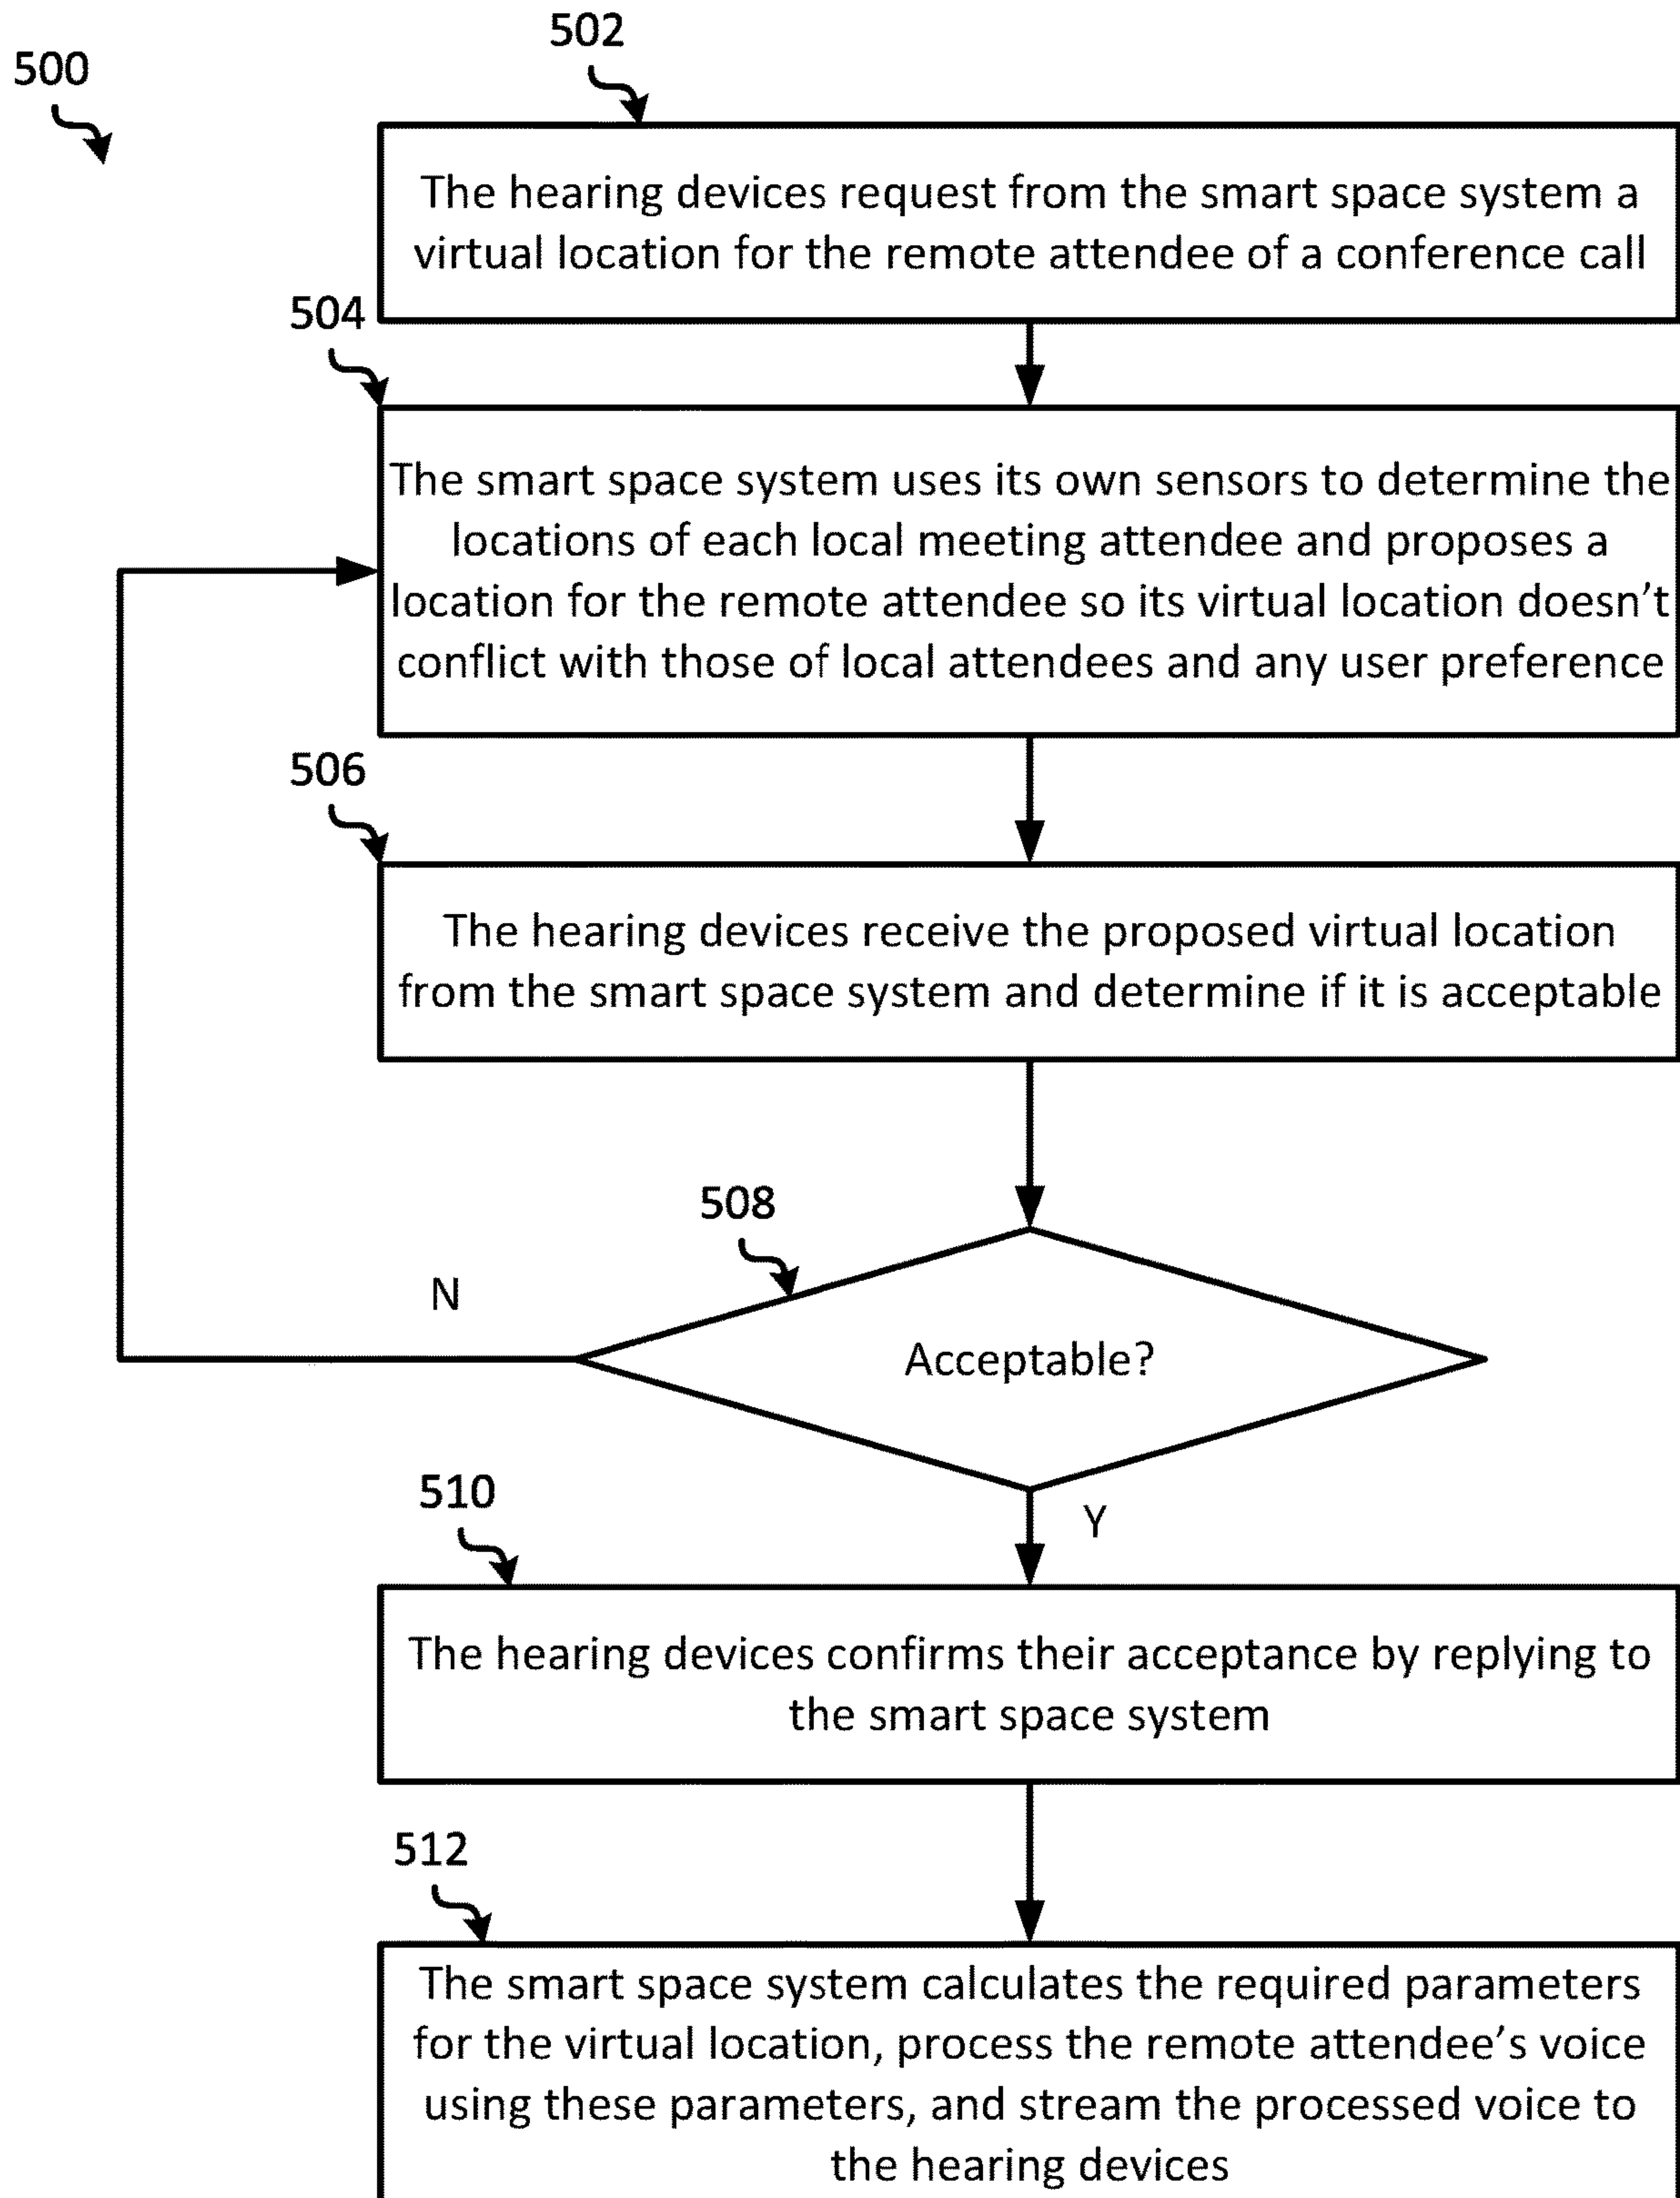 502
500
The hearing devices request from the smart space system a
virtual location for the remote attendee of a conference call
504
The smart space system uses its own sensors to determine the
locations of each local meeting attendee and proposes a
location for the remote attendee so its virtual location doesn’t
conflict with those of local attendees and any user preference
506
The hearing devices receive the proposed virtual location
from the smart space system and determine if it is acceptable
508
N
Acceptable?
510
Y
The hearing devices confirms their acceptance by replying to
the smart space system
512
The smart space system calculates the required parameters
for the virtual location, process the remote attendee’s voice
using these parameters, and stream the processed voice to
the hearing devices